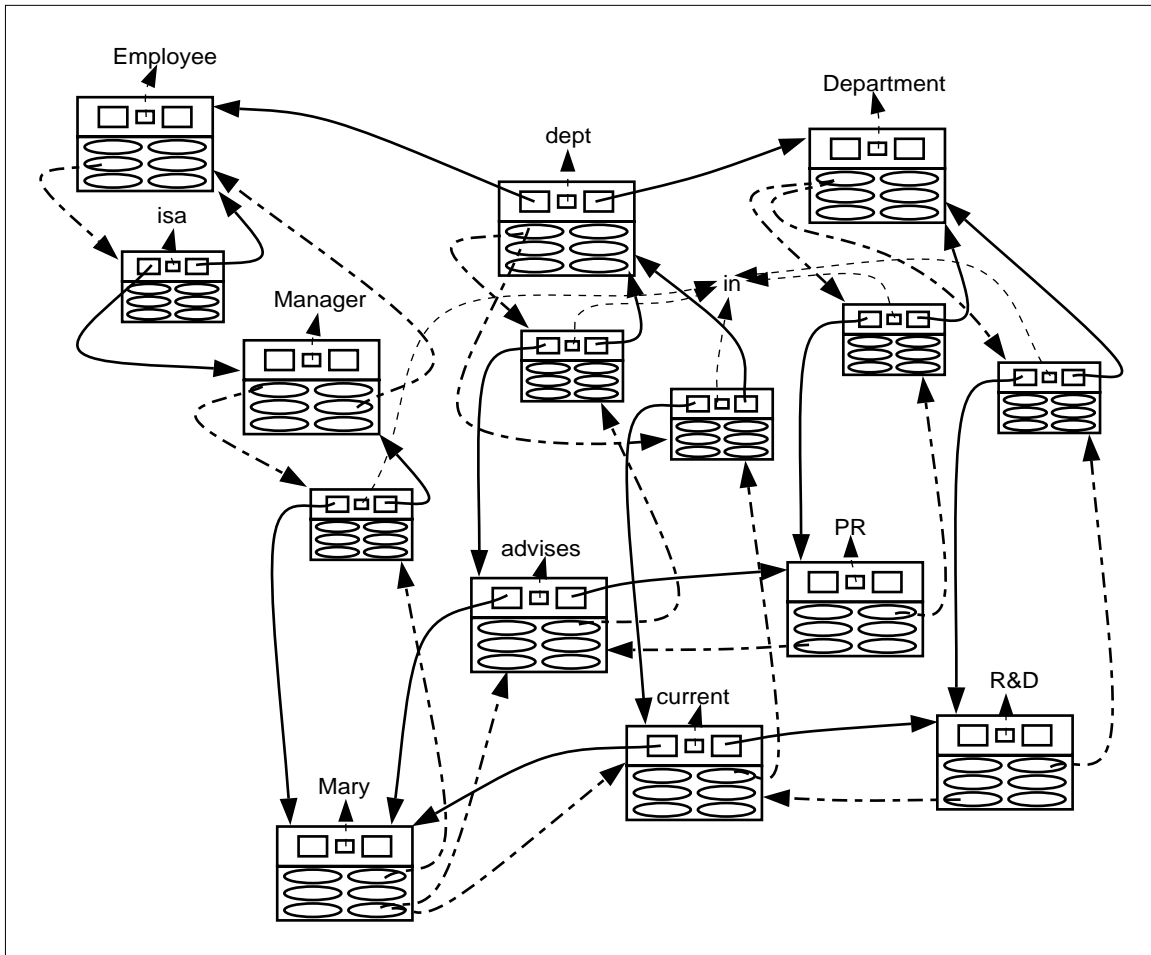 Employee
Department
dept
isa
Manager
in
PR
advises
R&D
current
Mary